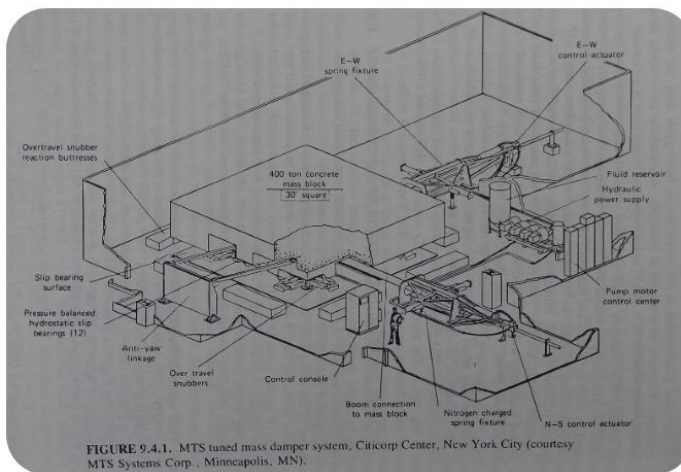 E-W
spring fixture
E-W
control actuator
Overtravel snubber
reaction buttresses
400 ton concrete
mass block
30' square
Fluid reservoir
Hydraulic
power supply
Slip bearing
surface
Pump motor
control center
Pressure balanced
hydrostatic slip
bearings (12)
Anti-yaw
linkage
Over travel
snubbers
Control console
Boom connection
to mass block
Nitrogen charged
spring fixture
N-S control actuator
FIGURE 9.4.1. MTS tuned mass damper system, Citicorp Center, New York City (courtesy
MTS Systems Corp., Minneapolis, MN).